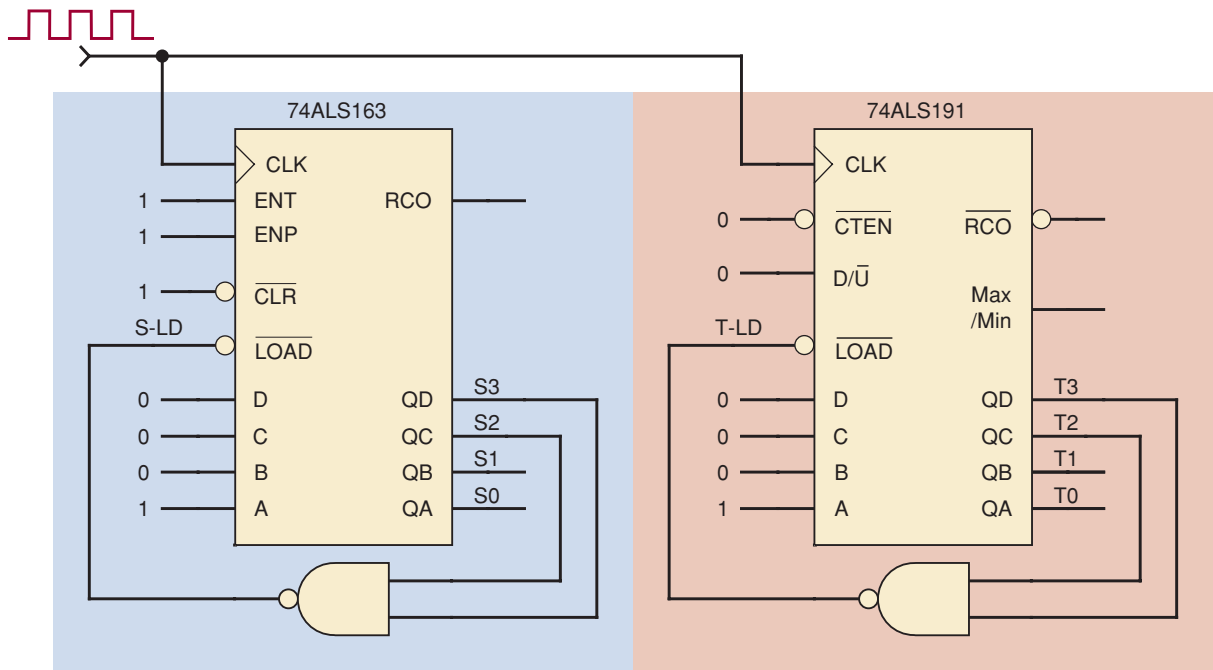 74ALS163
CLK
1 ENT RCO
1 ENP
1 CLR
S-LD
LOAD
0 D QD S3
0 C QC S2
0 B QB S1
1 A QA S0
74ALS191
CLK
0 CTEN RCO
0 D/U
Max
/Min
T-LD
LOAD
0 D QD T3
0 C QC T2
0 B QB T1
1 A QA T0